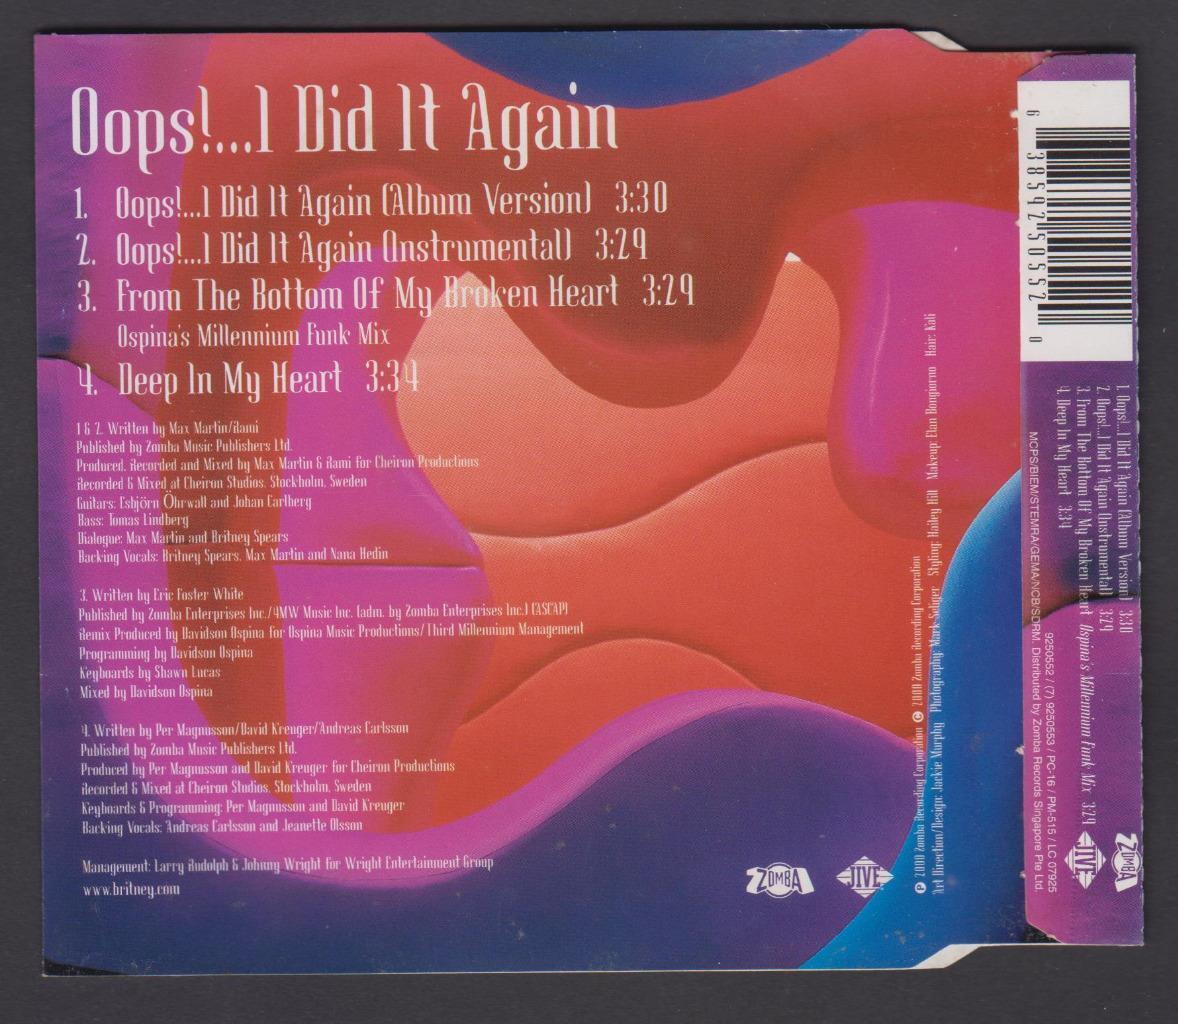 Oops!...I Did It Again
1. Oops!...I Did It Again (Album Version) 3:30
2. Oops!...I Did It Again (Instrumental) 3:29
3. From The Bottom Of My Broken Heart 3:29
Ospina's Millennium Funk Mix
4. Deep In My Heart 3:34
1 & 2. Written by Max Martin/Rami
Published by Zomba Music Publishers Ltd.
Produced, Recorded and Mixed by Max Martin & Rami for Cheiron Productions
Recorded & Mixed at Cheiron Studios, Stockholm, Sweden
Guitars: Esbjörn Öhrwall and Johan Carlberg
Bass: Tomas Lindberg
Dialogue: Max Martin and Britney Spears
Backing Vocals: Britney Spears, Max Martin and Nana Hedin
3. Written by Eric Foster White
Published by Zomba Enterprises Inc./4MW Music Inc. (adm. by Zomba Enterprises Inc.) (ASCAP)
Remix Produced by Davidson Ospina for Ospina Music Productions/Third Millennium Management
Programming by Davidson Ospina
Keyboards by Shawn Lucas
Mixed by Davidson Ospina
4. Written by Per Magnusson/David Kreuger/Andreas Carlsson
Published by Zomba Music Publishers Ltd.
Produced by Per Magnusson and David Kreuger for Cheiron Productions
Recorded & Mixed at Cheiron Studios, Stockholm, Sweden
Keyboards & Programming: Per Magnusson and David Kreuger
Backing Vocals: Andreas Carlsson and Jeanette Olsson
Management: Larry Rudolph & Johnny Wright for Wright Entertainment Group
www.britney.com
ZOMBA
JIVE
℗ 2000 Zomba Recording Corporation © 2000 Zomba Recording Corporation
Art Direction/Design: Jackie Murphy Photography: Mark Seliger Styling: Hailey Hill Makeup: Elan Bongiorno Hair: Kali
6 38592 50552 0
1. Oops!...I Did It Again (Album Version) 3:30
2. Oops!...I Did It Again (Instrumental) 3:29
3. From The Bottom Of My Broken Heart Ospina's Millennium Funk Mix 3:29
4. Deep In My Heart 3:34
9250552 / (7) 9250553 / PC-16 / PM-515 / LC 07925
MCPS/BIEM/STEMRA/GEMA/NCB/SDRM. Distributed by Zomba Records Singapore Pte Ltd.
JIVE
ZOMBA